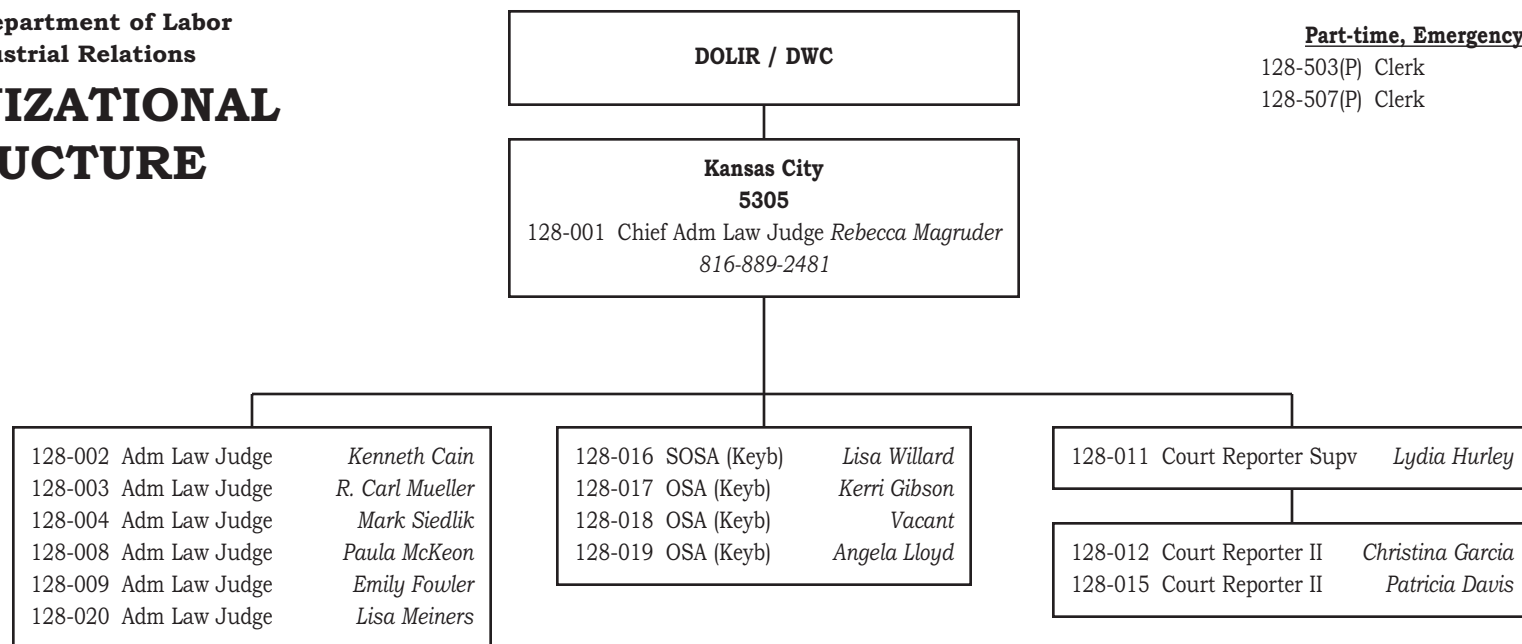 epartment of Labor
ustrial Relations
NIZATIONAL
UCTURE
DOLIR / DWC
Part-time, Emergency
128-503(P) Clerk
128-507(P) Clerk
Kansas City
5305
128-001 Chief Adm Law Judge Rebecca Magruder
816-889-2481
128-002 Adm Law Judge Kenneth Cain
128-003 Adm Law Judge R. Carl Mueller
128-004 Adm Law Judge Mark Siedlik
128-008 Adm Law Judge Paula McKeon
128-009 Adm Law Judge Emily Fowler
128-020 Adm Law Judge Lisa Meiners
128-016 SOSA (Keyb) Lisa Willard
128-017 OSA (Keyb) Kerri Gibson
128-018 OSA (Keyb) Vacant
128-019 OSA (Keyb) Angela Lloyd
128-011 Court Reporter Supv Lydia Hurley
128-012 Court Reporter II Christina Garcia
128-015 Court Reporter II Patricia Davis